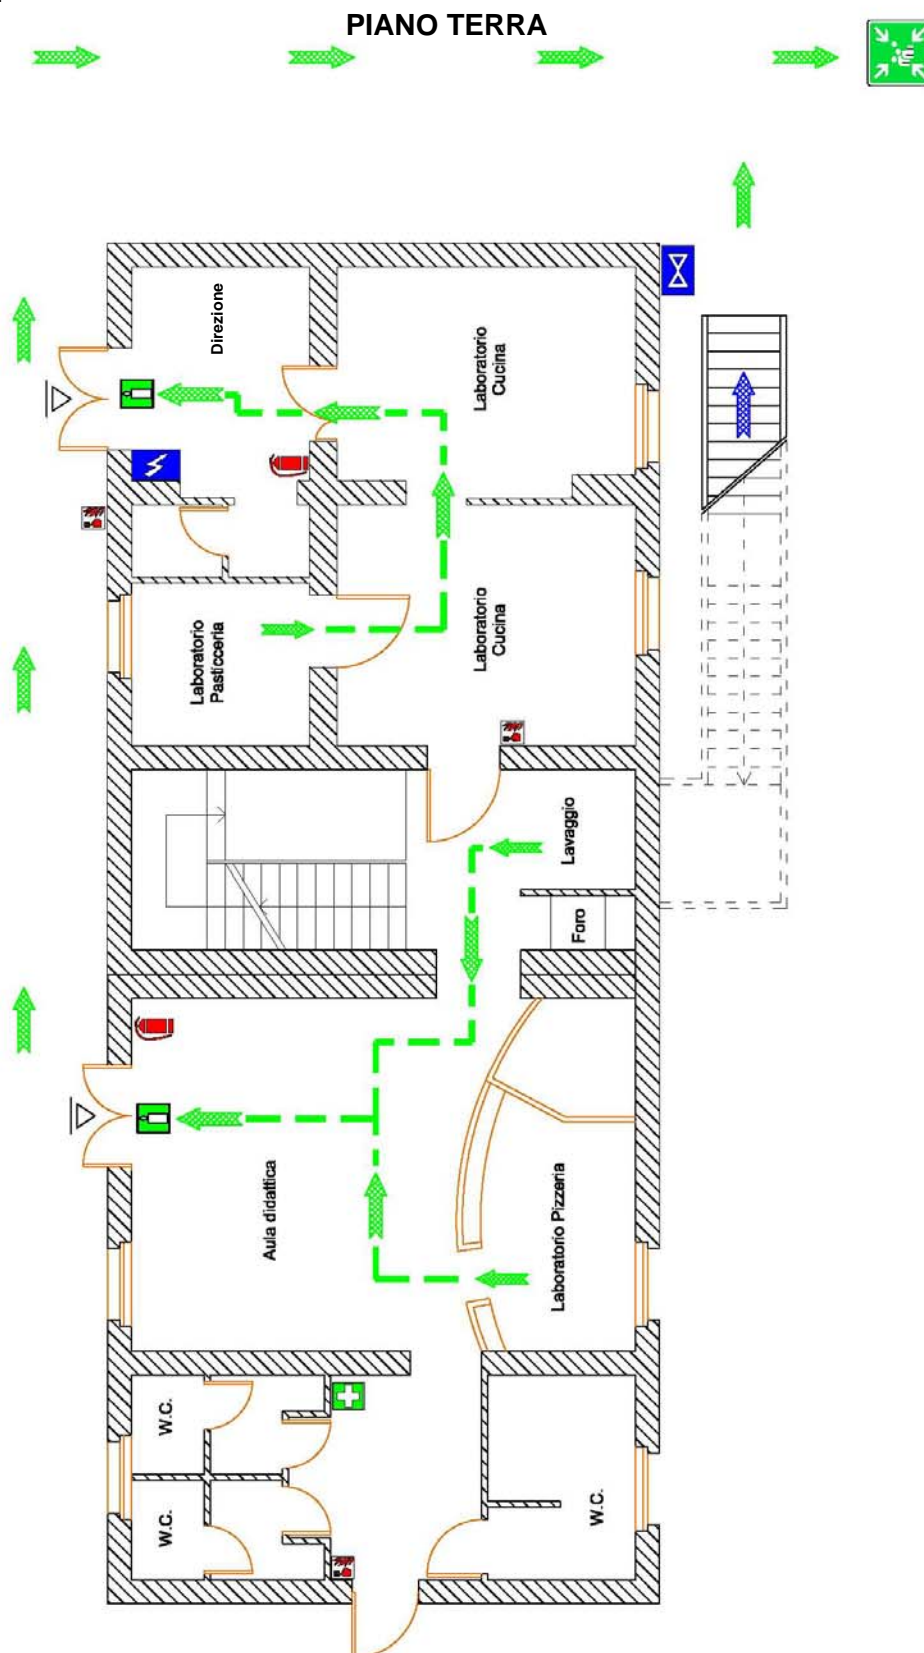 PIANO TERRA
Direzione
Laboratorio
Cucina
Laboratorio
Pasticceria
Laboratorio
Cucina
Lavaggio
Foro
Aula didattica
Laboratorio Pizzeria
W.C.
W.C.
W.C.